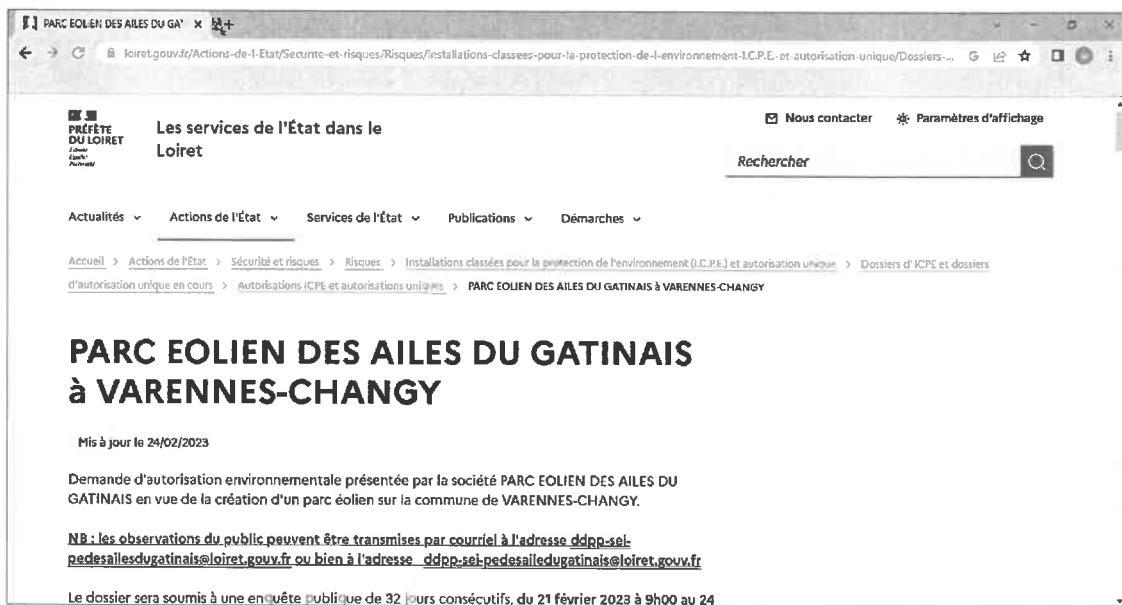 PARC EOLIEN DES AILES DU GA'
loiret.gouv.fr/Actions-de-l-Etat/Securite-et-risques/Risques/Installations-classees-pour-la-protection-de-l-environnement-I.C.P.E.-et-autorisation-unique/Dossiers-...
PRÉFÈTE
DU LOIRET
Liberté
Égalité
Fraternité
Les services de l'État dans le
Loiret
Nous contacter
Paramètres d'affichage
Rechercher
Actualités
Actions de l'État
Services de l'État
Publications
Démarches
Accueil > Actions de l'État > Sécurité et risques > Risques > Installations classées pour la protection de l'environnement (I.C.P.E.) et autorisation unique > Dossiers d'ICPE et dossiers
d'autorisation unique en cours > Autorisations ICPE et autorisations uniques > PARC EOLIEN DES AILES DU GATINAIS à VARENNES-CHANGY
PARC EOLIEN DES AILES DU GATINAIS
à VARENNES-CHANGY
Mis à jour le 24/02/2023
Demande d'autorisation environnementale présentée par la société PARC EOLIEN DES AILES DU
GATINAIS en vue de la création d'un parc éolien sur la commune de VARENNES-CHANGY.
NB : les observations du public peuvent être transmises par courriel à l'adresse ddpp-sei-
pedesailesdugatinais@loiret.gouv.fr ou bien à l'adresse ddpp-sei-pedesailedugatinais@loiret.gouv.fr
Le dossier sera soumis à une enquête publique de 32 jours consécutifs, du 21 février 2023 à 9h00 au 24